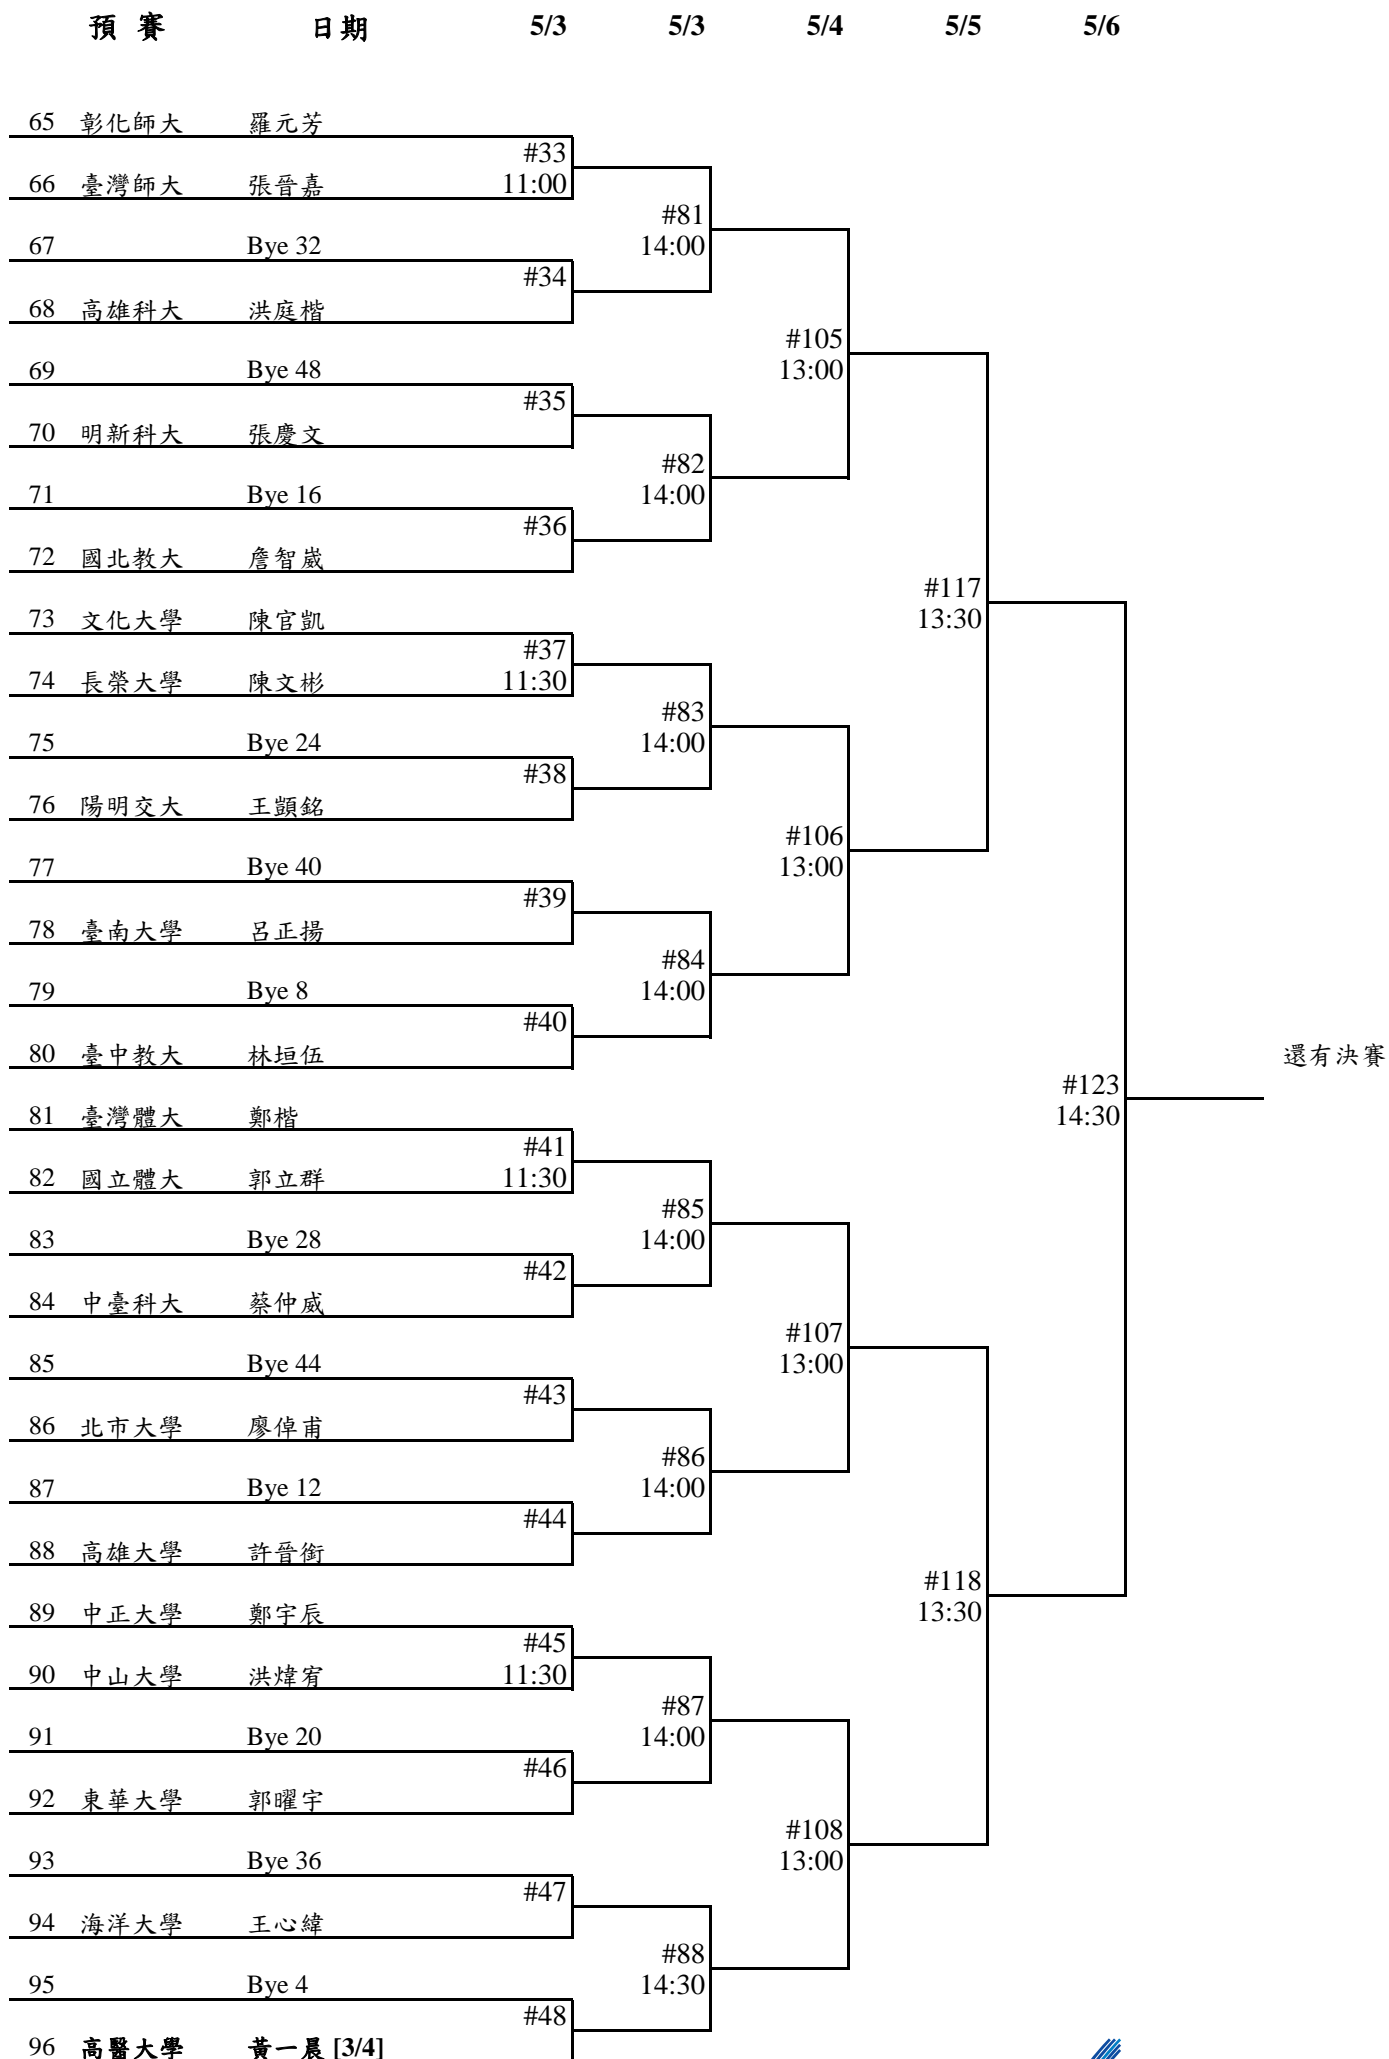 預 賽 日期 5/3 5/3 5/4 5/5 5/6
65 彰化師大 羅元芳
#33
66 臺灣師大 張晉嘉 11:00
#81
67 Bye 32 14:00
#34
68 高雄科大 洪庭楷
#105
69 Bye 48 13:00
#35
70 明新科大 張慶文
#82
71 Bye 16 14:00
#36
72 國北教大 詹智崴
#117
73 文化大學 陳官凱 13:30
#37
74 長榮大學 陳文彬 11:30
#83
75 Bye 24 14:00
#38
76 陽明交大 王顗銘
#106
77 Bye 40 13:00
#39
78 臺南大學 呂正揚
#84
79 Bye 8 14:00
#40
80 臺中教大 林垣伍 還有決賽
#123
81 臺灣體大 鄭楷 14:30
#41
82 國立體大 郭立群 11:30
#85
83 Bye 28 14:00
#42
84 中臺科大 蔡仲威
#107
85 Bye 44 13:00
#43
86 北市大學 廖倬甫
#86
87 Bye 12 14:00
#44
88 高雄大學 許晉銜
#118
89 中正大學 鄭宇辰 13:30
#45
90 中山大學 洪煒宥 11:30
#87
91 Bye 20 14:00
#46
92 東華大學 郭曜宇
#108
93 Bye 36 13:00
#47
94 海洋大學 王心緯
#88
95 Bye 4 14:30
#48
96 高醫大學 黃一晨 [3/4]